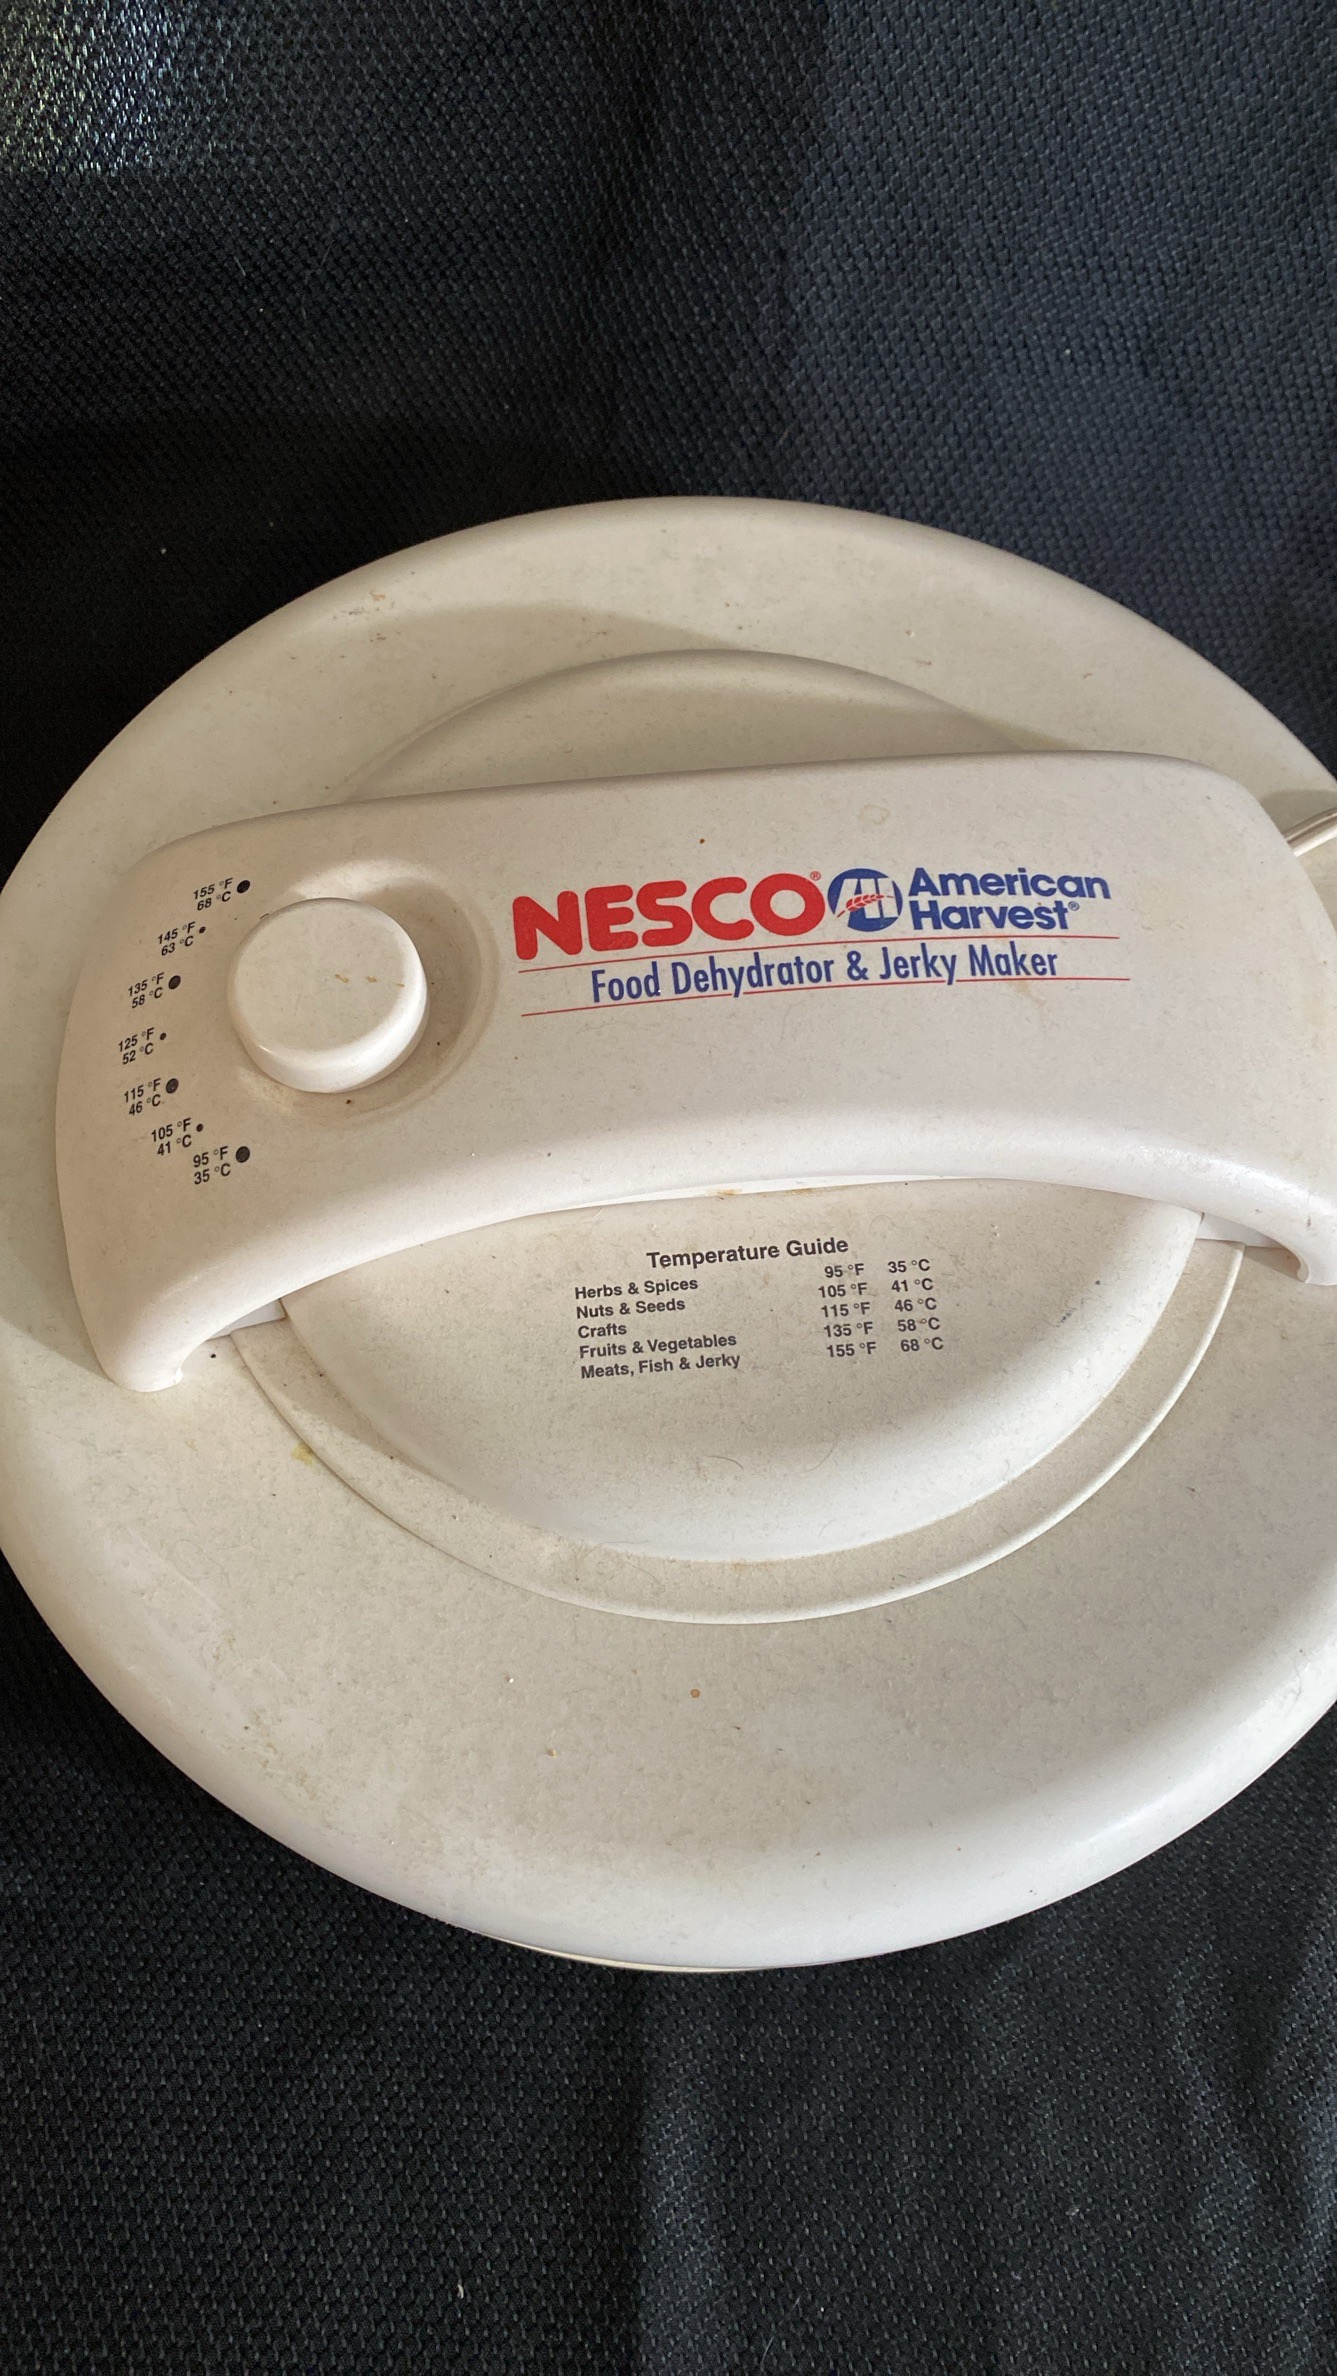 155 °F
68 °C
145 °F
63 °C
135 °F
58 °C
125 °F
52 °C
115 °F
46 °C
105 °F
41 °C
95 °F
35 °C
NESCO® American
Harvest®
Food Dehydrator & Jerky Maker
Temperature Guide
Herbs & Spices 95 °F 35 °C
Nuts & Seeds 105 °F 41 °C
Crafts 115 °F 46 °C
Fruits & Vegetables 135 °F 58 °C
Meats, Fish & Jerky 155 °F 68 °C